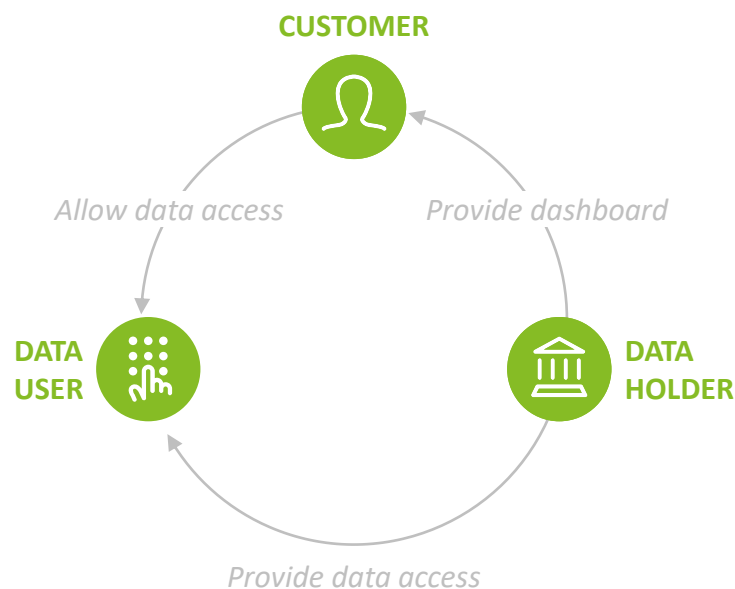 CUSTOMER
Allow data access
Provide dashboard
DATA
USER
DATA
HOLDER
Provide data access